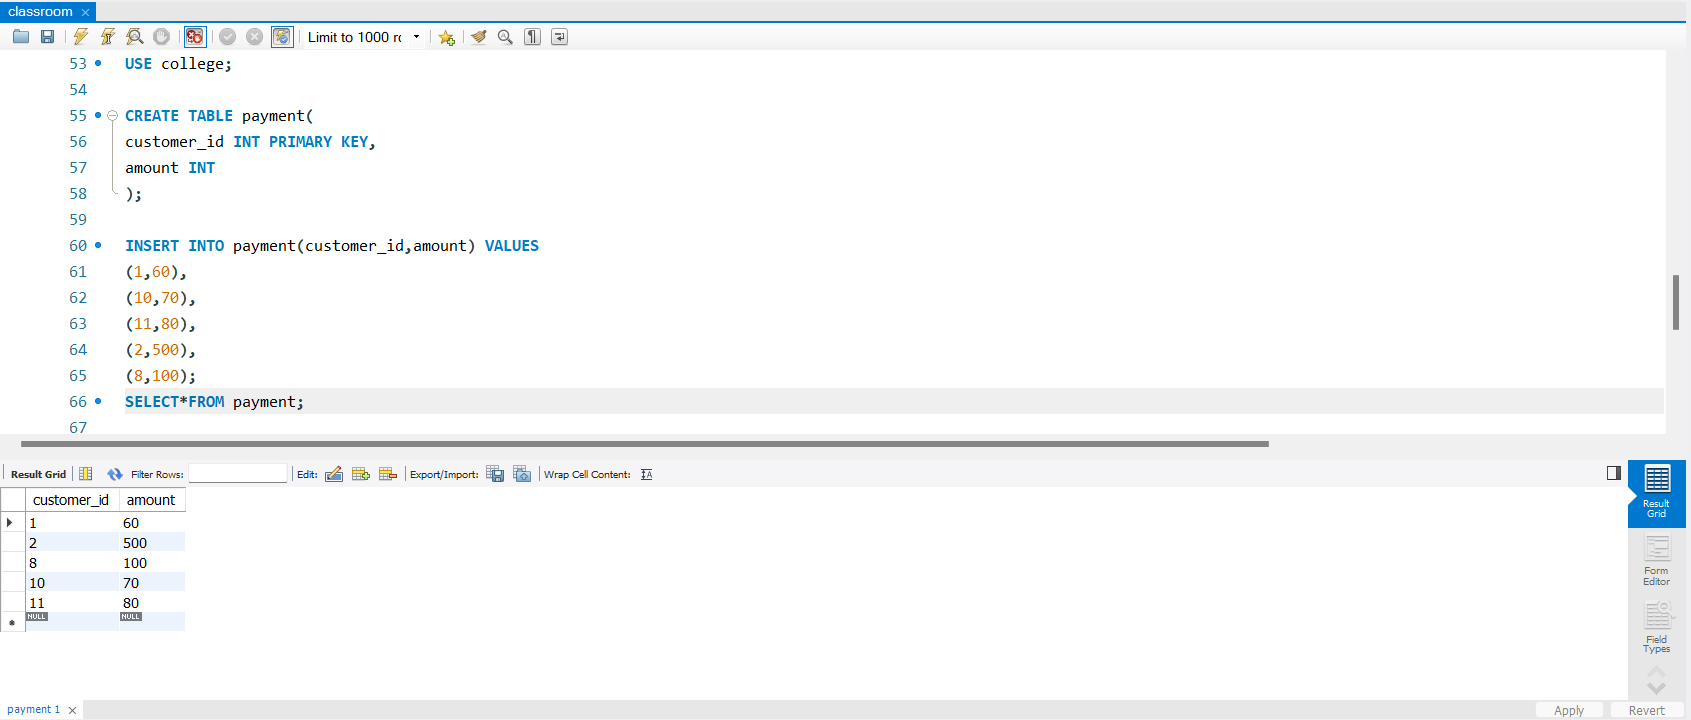 classroom
Limit to 1000 rc
53 USE college;
54
55 CREATE TABLE payment(
56 customer_id INT PRIMARY KEY,
57 amount INT
58 );
59
60 INSERT INTO payment(customer_id,amount) VALUES
61 (1,60),
62 (10,70),
63 (11,80),
64 (2,500),
65 (8,100);
66 SELECT*FROM payment;
67
Result Grid Filter Rows: Edit: Export/Import: Wrap Cell Content:
customer_id amount
1 60
2 500
8 100
10 70
11 80
NULL NULL
Result
Grid
Form
Editor
Field
Types
payment 1
Apply Revert